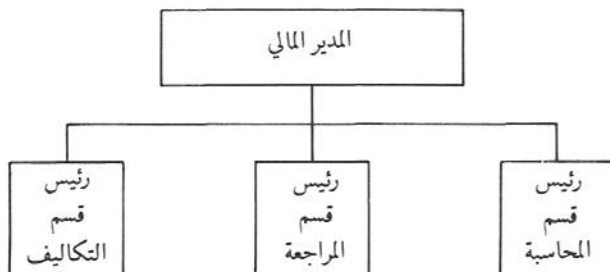 المدير المالي
رئيس
قسم
المحاسبة
رئيس
قسم
المراجعة
رئيس
قسم
التكاليف